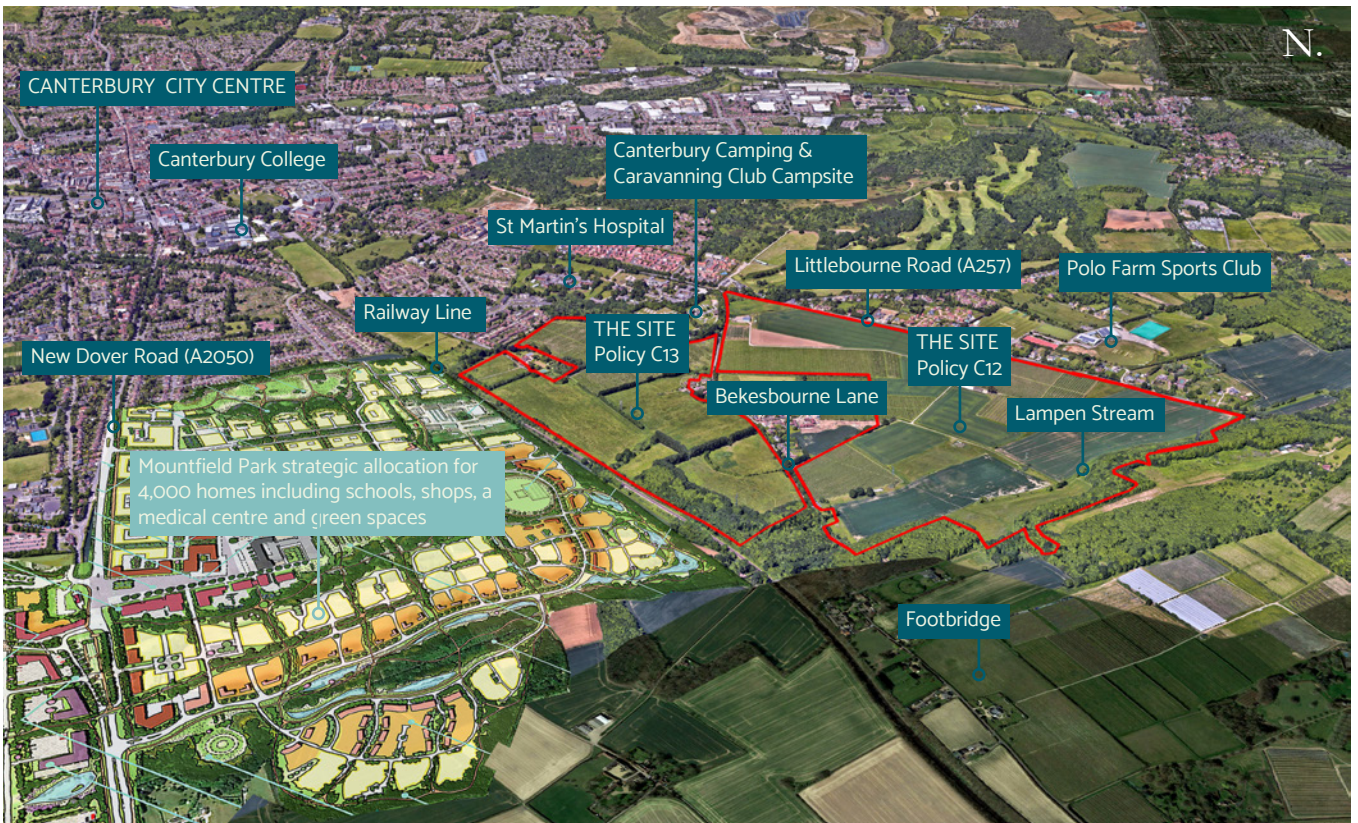 N.
CANTERBURY CITY CENTRE
Canterbury College
Canterbury Camping &
Caravanning Club Campsite
St Martin's Hospital
Littlebourne Road (A257)
Polo Farm Sports Club
Railway Line
THE SITE
Policy C13
THE SITE
Policy C12
New Dover Road (A2050)
Bekesbourne Lane
Lampen Stream
Mountfield Park strategic allocation for
4,000 homes including schools, shops, a
medical centre and green spaces
Footbridge